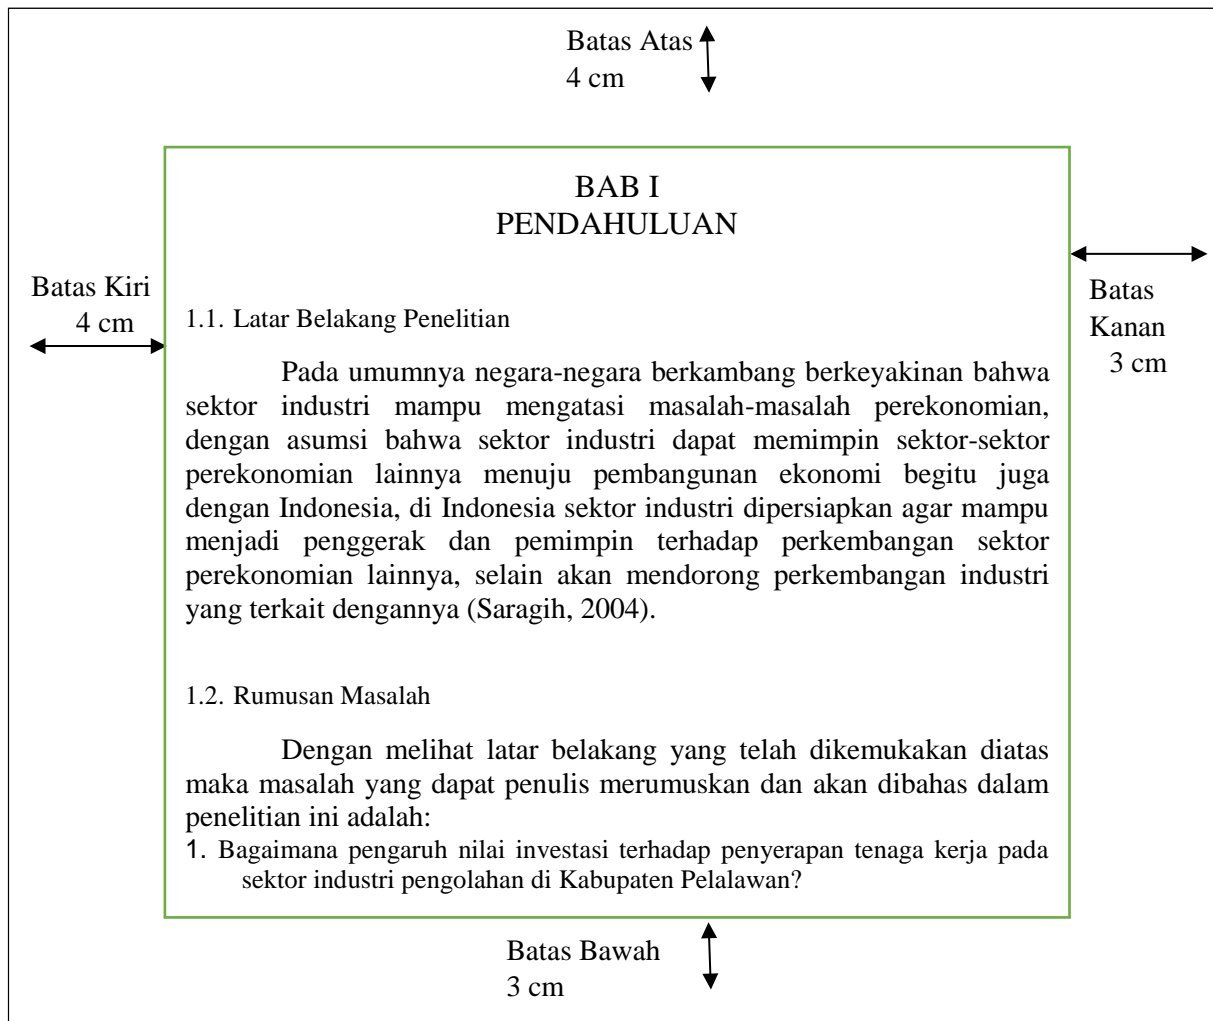 Batas Atas
4 cm
BAB I
PENDAHULUAN
Batas Kiri
4 cm
Batas
Kanan
3 cm
1.1. Latar Belakang Penelitian
Pada umumnya negara-negara berkambang berkeyakinan bahwa
sektor industri mampu mengatasi masalah-masalah perekonomian,
dengan asumsi bahwa sektor industri dapat memimpin sektor-sektor
perekonomian lainnya menuju pembangunan ekonomi begitu juga
dengan Indonesia, di Indonesia sektor industri dipersiapkan agar mampu
menjadi penggerak dan pemimpin terhadap perkembangan sektor
perekonomian lainnya, selain akan mendorong perkembangan industri
yang terkait dengannya (Saragih, 2004).
1.2. Rumusan Masalah
Dengan melihat latar belakang yang telah dikemukakan diatas
maka masalah yang dapat penulis merumuskan dan akan dibahas dalam
penelitian ini adalah:
1. Bagaimana pengaruh nilai investasi terhadap penyerapan tenaga kerja pada
sektor industri pengolahan di Kabupaten Pelalawan?
Batas Bawah
3 cm